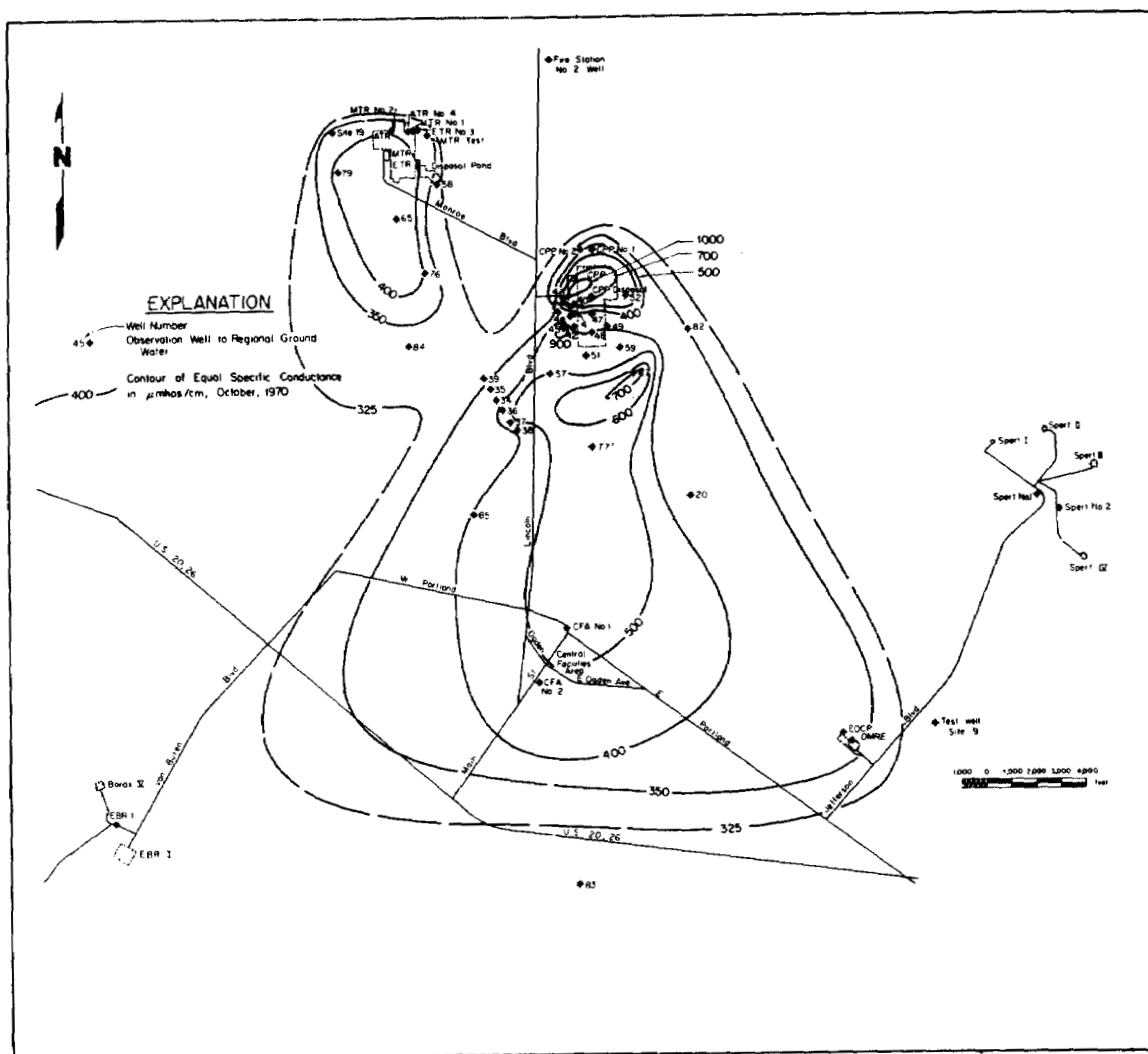 Fire Station
No 2 Well
MTR No 2
ATR No 4
MTR No 1
ETR No 3
MTR Test
Site 19
ATR
MTR
ETR
Disposal Pond
N
79
58
65
Monroe
Blvd
76
400
350
CPP No 2
CPP No 1
1000
700
500
CPP
CPP Disposal
52
400
EXPLANATION
Well Number
45
Observation Well to Regional Ground
Water
400
Contour of Equal Specific Conductance
in μmhos/cm, October, 1970
84
47
49
48
900
82
59
51
Blvd
57
39
35
34
36
37
38
325
700
600
77
Spert I
Spert II
Spert III
Spert No1
Spert No 2
Spert IV
20
85
Lincoln
U.S. 20, 26
W Portland
500
CFA No 1
Ogden
Central
Facilities
Area
E Ogden Ave
St
CFA
No 2
E
Portland
Blvd
Van Buren
Main
400
EOCR
OMRE
Blvd
Test well
Site 9
1,000 0 1,000 2,000 3,000 4,000
feet
350
Jefferson
325
U.S. 20, 26
Borax V
EBR 1
EBR I
83